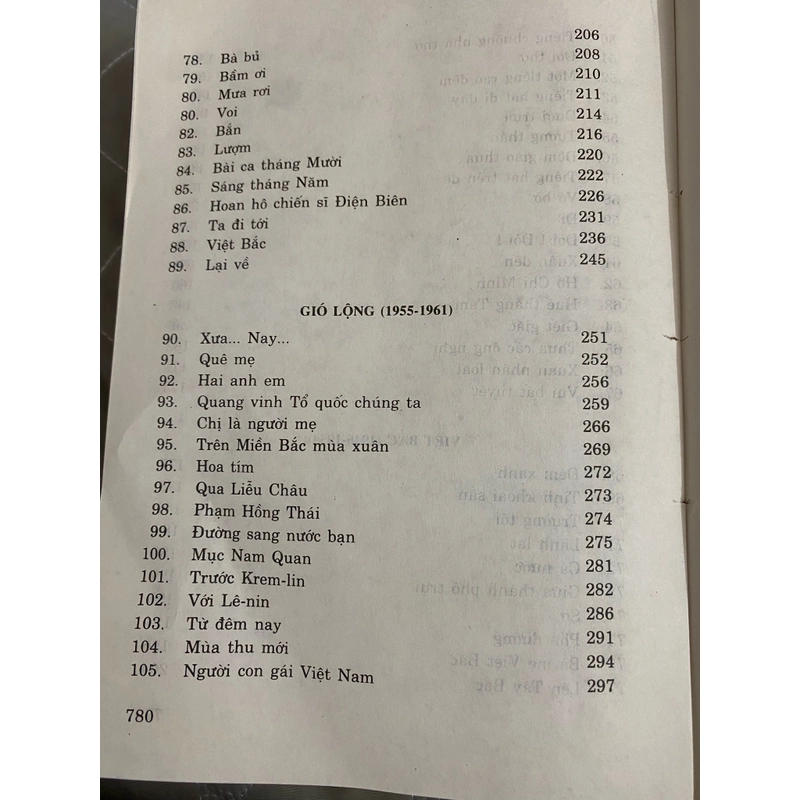 78. Bà bủ 206
79. Bầm ơi 208
80. Mưa rơi 210
80. Voi 211
82. Bắn 214
83. Lượm 216
84. Bài ca tháng Mười 220
85. Sáng tháng Năm 222
86. Hoan hô chiến sĩ Điện Biên 226
87. Ta đi tới 231
88. Việt Bắc 236
89. Lại về 245
GIÓ LỘNG (1955-1961)
90. Xưa... Nay... 251
91. Quê mẹ 252
92. Hai anh em 256
93. Quang vinh Tổ quốc chúng ta 259
94. Chị là người mẹ 266
95. Trên Miền Bắc mùa xuân 269
96. Hoa tím 272
97. Qua Liễu Châu 273
98. Phạm Hồng Thái 274
99. Đường sang nước bạn 275
100. Mục Nam Quan 281
101. Trước Krem-lin 282
102. Với Lê-nin 286
103. Từ đêm nay 291
104. Mùa thu mới 294
105. Người con gái Việt Nam 297
780